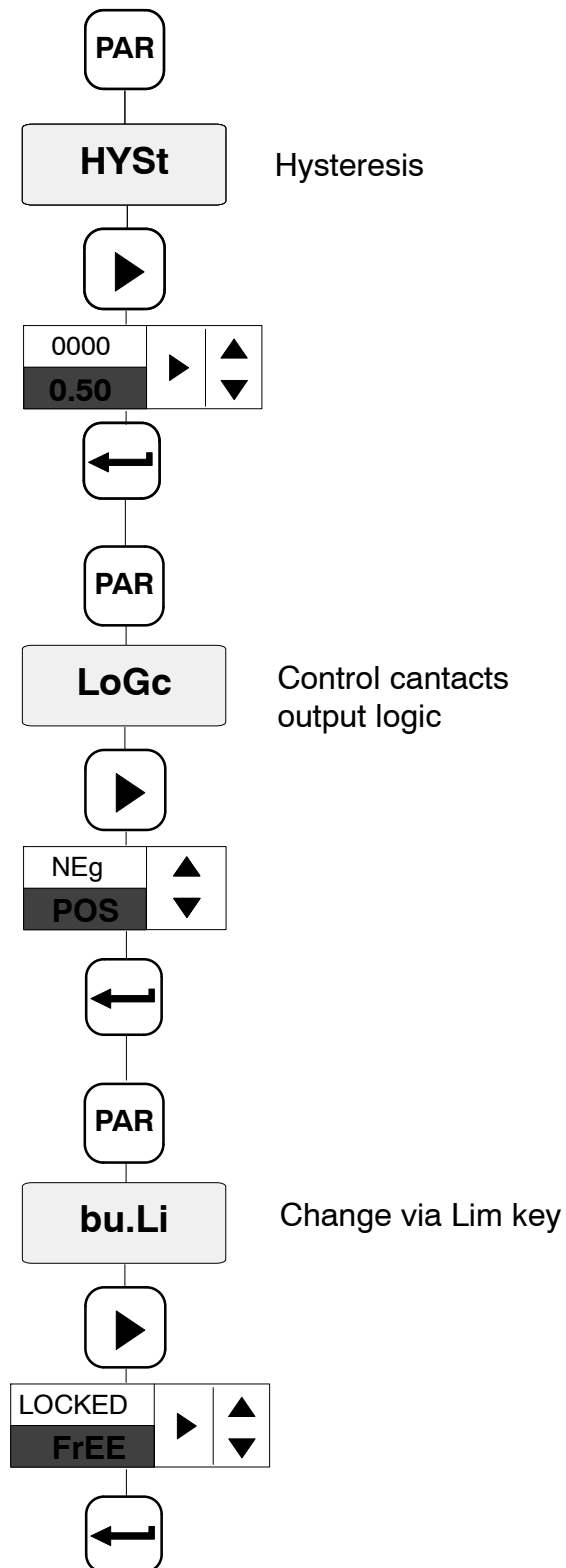 PAR
HYSt
Hysteresis
0000
0.50
PAR
LoGc
Control cantacts
output logic
NEg
POS
PAR
bu.Li
Change via Lim key
LOCKED
FrEE